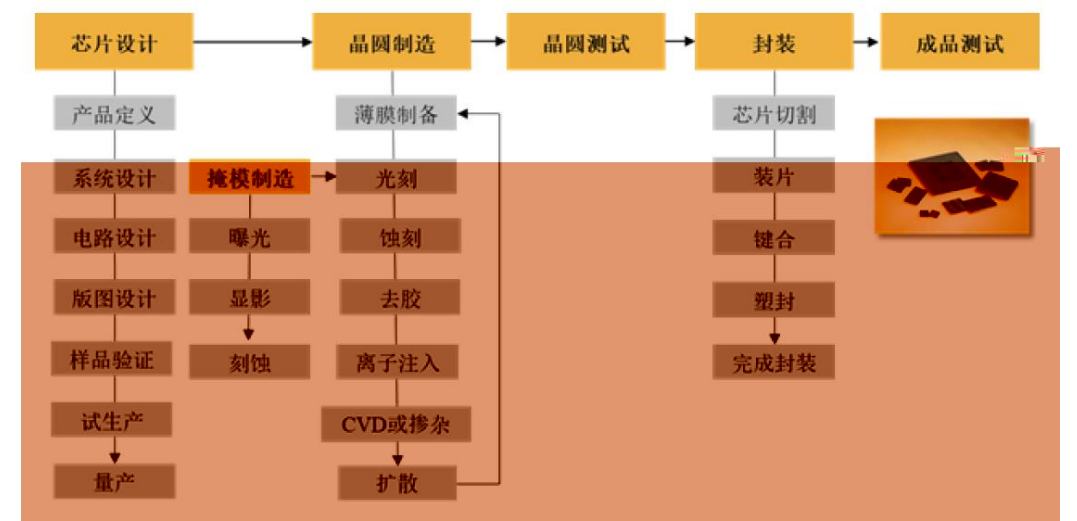 芯片设计
晶圆制造
晶圆测试
封装
成品测试
产品定义
系统设计
电路设计
版图设计
样品验证
试生产
量产
掩模制造
曝光
显影
刻蚀
薄膜制备
光刻
蚀刻
去胶
离子注入
CVD或掺杂
扩散
芯片切割
装片
键合
塑封
完成封装